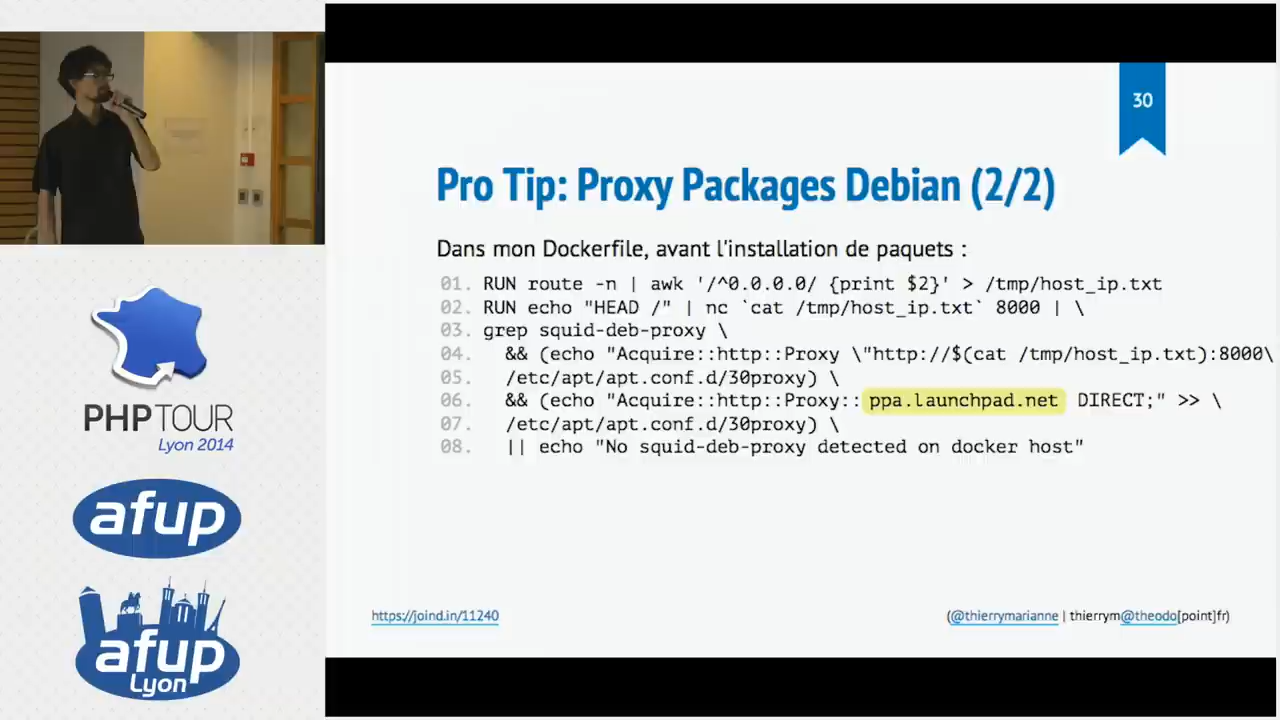 30
Pro Tip: Proxy Packages Debian (2/2)
Dans mon Dockerfile, avant l'installation de paquets :
01. RUN route -n | awk '/^0.0.0.0/ {print $2}' > /tmp/host_ip.txt
02. RUN echo "HEAD /" | nc `cat /tmp/host_ip.txt` 8000 | \
03. grep squid-deb-proxy \
04. && (echo "Acquire::http::Proxy \"http://$(cat /tmp/host_ip.txt):8000\
05. /etc/apt/apt.conf.d/30proxy) \
06. && (echo "Acquire::http::Proxy::ppa.launchpad.net DIRECT;" >> \
07. /etc/apt/apt.conf.d/30proxy) \
08. || echo "No squid-deb-proxy detected on docker host"
https://joind.in/11240
(@thierrymarianne | thierrym@theodo[point]fr)
PHP TOUR
Lyon 2014
afup
afup
Lyon